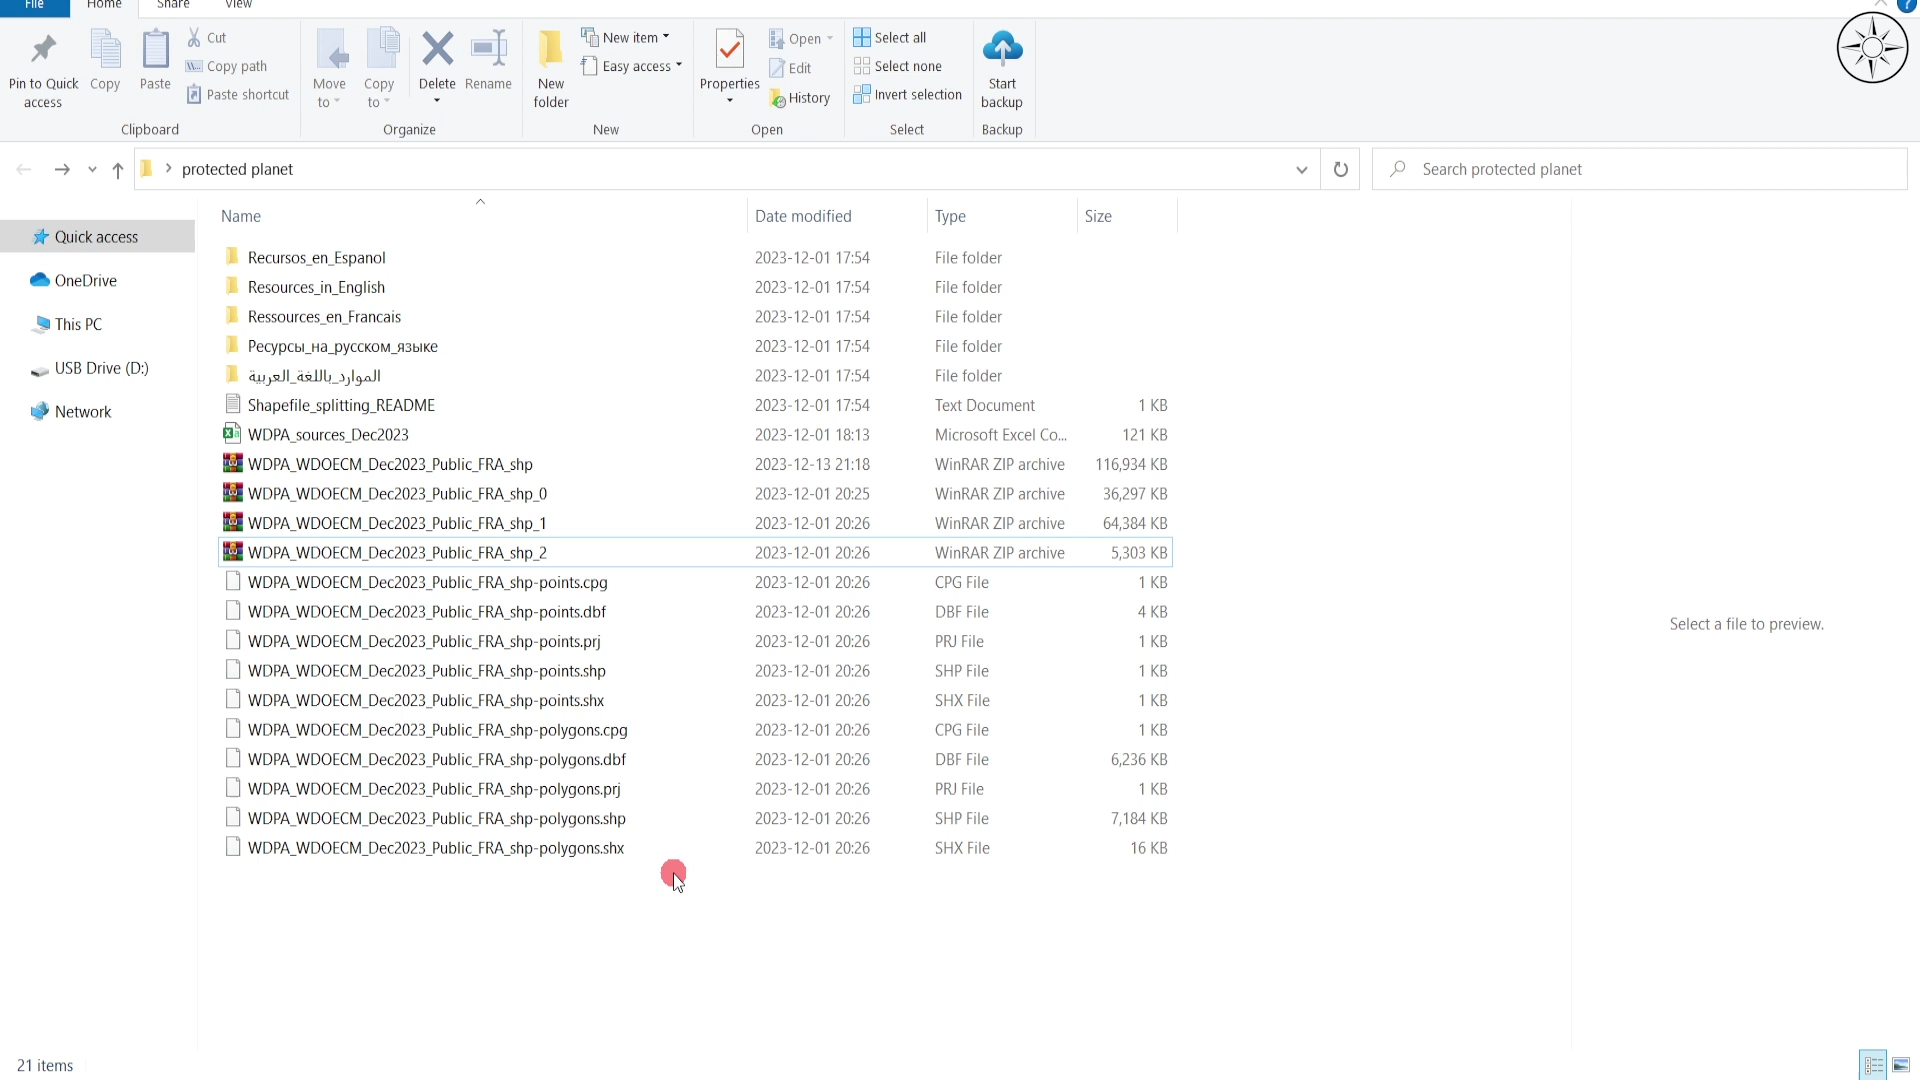 File Home Share View
Pin to Quick access
Copy
Paste
Cut
Copy path
Paste shortcut
Clipboard
Move to
Copy to
Delete
Rename
Organize
New folder
New item
Easy access
New
Properties
Open
Edit
History
Open
Select all
Select none
Invert selection
Select
Start backup
Backup
protected planet
Search protected planet
Quick access
OneDrive
This PC
USB Drive (D:)
Network
Name Date modified Type Size
Recursos_en_Espanol 2023-12-01 17:54 File folder
Resources_in_English 2023-12-01 17:54 File folder
Ressources_en_Francais 2023-12-01 17:54 File folder
Ресурсы_на_русском_языке 2023-12-01 17:54 File folder
الموارد_باللغة_العربية 2023-12-01 17:54 File folder
Shapefile_splitting_README 2023-12-01 17:54 Text Document 1 KB
WDPA_sources_Dec2023 2023-12-01 18:13 Microsoft Excel Co... 121 KB
WDPA_WDOECM_Dec2023_Public_FRA_shp 2023-12-13 21:18 WinRAR ZIP archive 116,934 KB
WDPA_WDOECM_Dec2023_Public_FRA_shp_0 2023-12-01 20:25 WinRAR ZIP archive 36,297 KB
WDPA_WDOECM_Dec2023_Public_FRA_shp_1 2023-12-01 20:26 WinRAR ZIP archive 64,384 KB
WDPA_WDOECM_Dec2023_Public_FRA_shp_2 2023-12-01 20:26 WinRAR ZIP archive 5,303 KB
WDPA_WDOECM_Dec2023_Public_FRA_shp-points.cpg 2023-12-01 20:26 CPG File 1 KB
WDPA_WDOECM_Dec2023_Public_FRA_shp-points.dbf 2023-12-01 20:26 DBF File 4 KB
WDPA_WDOECM_Dec2023_Public_FRA_shp-points.prj 2023-12-01 20:26 PRJ File 1 KB
WDPA_WDOECM_Dec2023_Public_FRA_shp-points.shp 2023-12-01 20:26 SHP File 1 KB
WDPA_WDOECM_Dec2023_Public_FRA_shp-points.shx 2023-12-01 20:26 SHX File 1 KB
WDPA_WDOECM_Dec2023_Public_FRA_shp-polygons.cpg 2023-12-01 20:26 CPG File 1 KB
WDPA_WDOECM_Dec2023_Public_FRA_shp-polygons.dbf 2023-12-01 20:26 DBF File 6,236 KB
WDPA_WDOECM_Dec2023_Public_FRA_shp-polygons.prj 2023-12-01 20:26 PRJ File 1 KB
WDPA_WDOECM_Dec2023_Public_FRA_shp-polygons.shp 2023-12-01 20:26 SHP File 7,184 KB
WDPA_WDOECM_Dec2023_Public_FRA_shp-polygons.shx 2023-12-01 20:26 SHX File 16 KB
Select a file to preview.
21 items